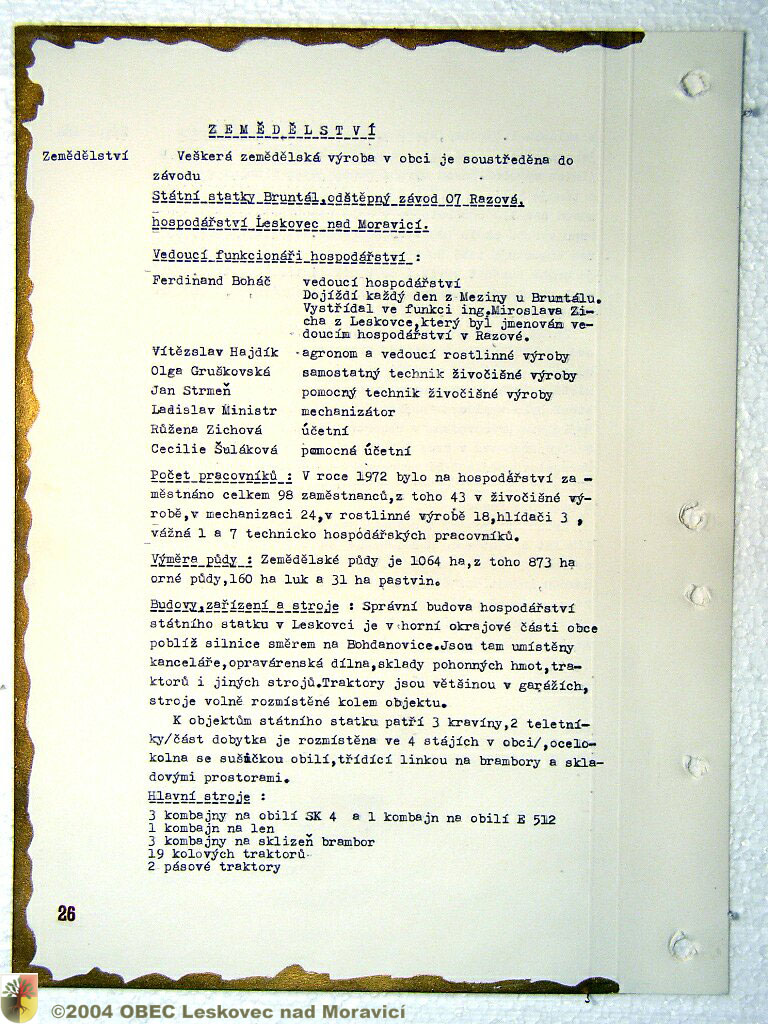 Z E M Ě D Ě L S T V Í
Zemědělství
Veškerá zemědělská výroba v obci je soustředěna do
závodu
Státní statky Bruntál,odštěpný závod 07 Razová,
hospodářství Leskovec nad Moravicí.
Vedoucí funkcionáři hospodářství :
Ferdinand Boháč vedoucí hospodářství
Dojíždí každý den z Meziny u Bruntálu.
Vystřídal ve funkci ing.Miroslava Zi-
cha z Leskovce,který byl jmenován ve-
doucím hospodářství v Razové.
Vítězslav Hajdík agronom a vedoucí rostlinné výroby
Olga Gruškovská samostatný technik živočišné výroby
Jan Strmeň pomocný technik živočišné výroby
Ladislav Ministr mechanizátor
Růžena Zichová účetní
Cecilie Šuláková pomocná účetní
Počet pracovníků : V roce 1972 bylo na hospodářství za -
městnáno celkem 98 zaměstnanců,z toho 43 v živočišné vý-
robě,v mechanizaci 24,v rostlinné výrobě 18,hlídači 3 ,
vážná 1 a 7 technicko hospodářských pracovníků.
Výměra půdy : Zemědělské půdy je 1064 ha,z toho 873 ha
orné půdy,160 ha luk a 31 ha pastvin.
Budovy,zařízení a stroje : Správní budova hospodářství
státního statku v Leskovci je v horní okrajové části obce
poblíž silnice směrem na Bohdanovice.Jsou tam umístěny
kanceláře,opravárenská dílna,sklady pohonných hmot,tra-
ktorů i jiných strojů.Traktory jsou většinou v garážích,
stroje volně rozmístěné kolem objektu.
K objektům státního statku patří 3 kravíny,2 teletní-
ky/část dobytka je rozmístěna ve 4 stájích v obci/,ocelo-
kolna se sušičkou obilí,třídící linkou na brambory a skla-
dovými prostorami.
Hlavní stroje :
3 kombajny na obilí SK 4 a 1 kombajn na obilí E 512
1 kombajn na len
3 kombajny na sklizeň brambor
19 kolových traktorů
2 pásové traktory
26
©2004 OBEC Leskovec nad Moravicí